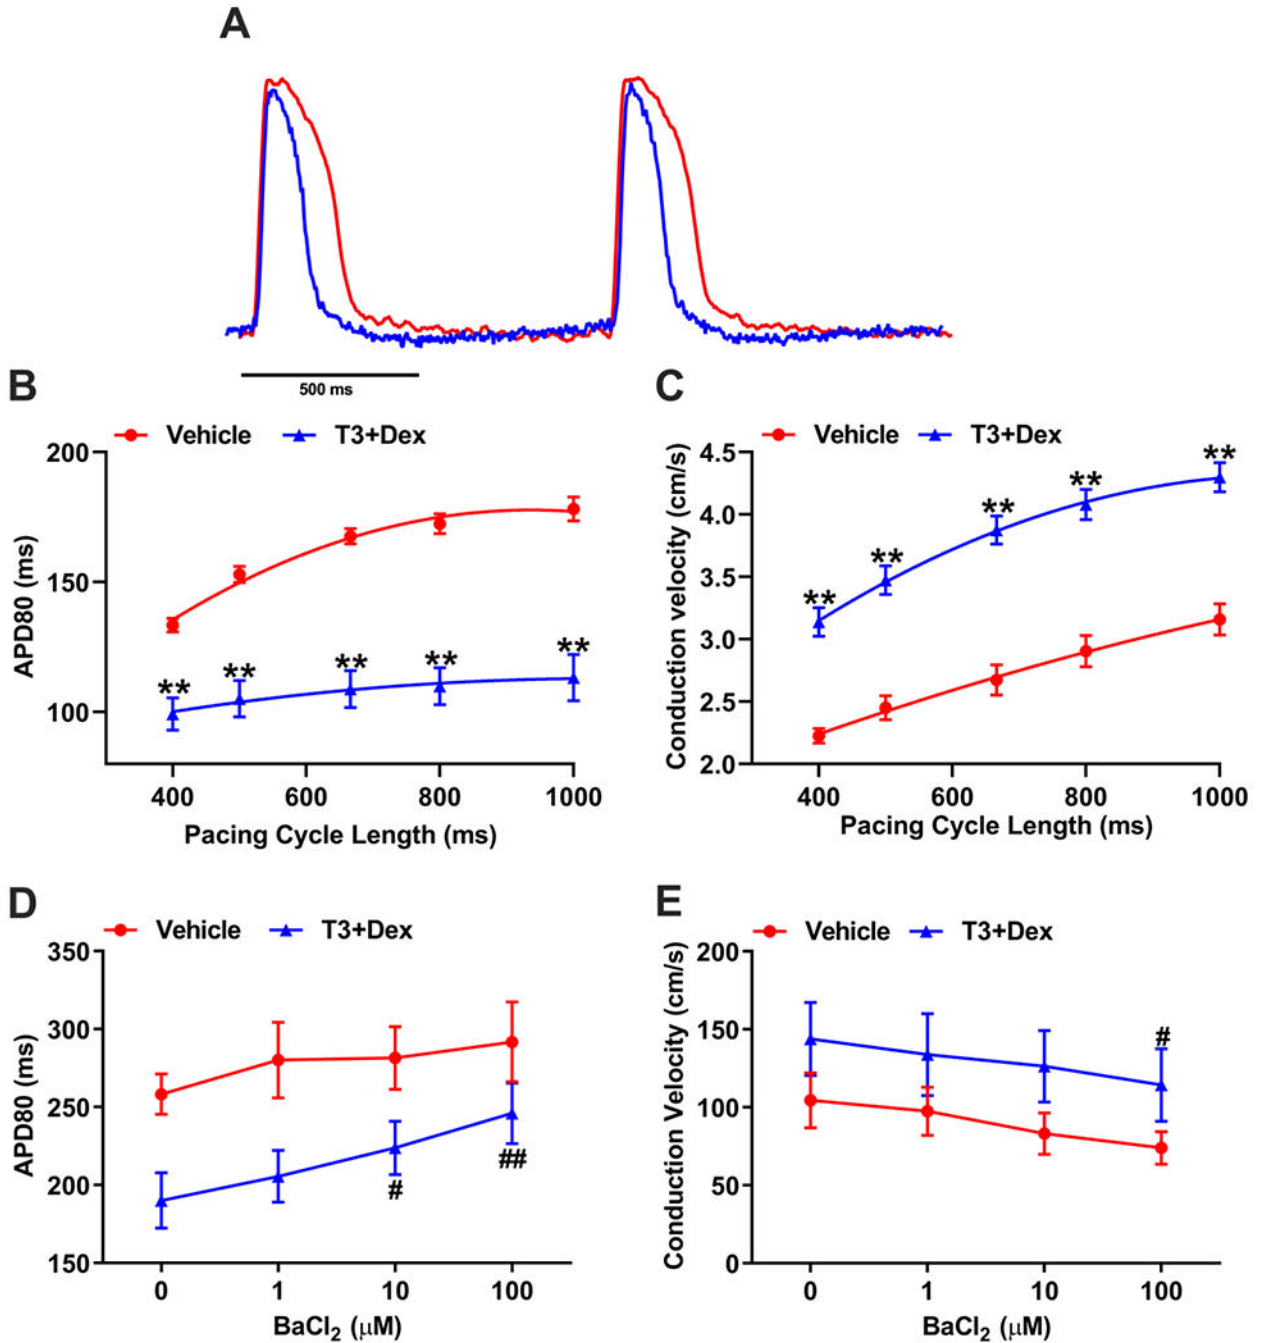 A
500 ms
B
Vehicle T3+Dex
APD80 (ms)
200
150
100
** ** ** ** **
400 600 800 1000
Pacing Cycle Length (ms)
C
Vehicle T3+Dex
Conduction velocity (cm/s)
4.5
4.0
3.5
3.0
2.5
2.0
** ** ** ** **
400 600 800 1000
Pacing Cycle Length (ms)
D
Vehicle T3+Dex
APD80 (ms)
350
300
250
200
150
# ##
0 1 10 100
BaCl₂ (μM)
E
Vehicle T3+Dex
Conduction Velocity (cm/s)
200
150
100
50
0
#
0 1 10 100
BaCl₂ (μM)